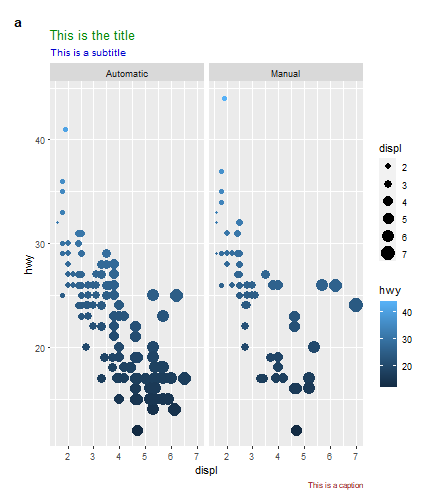 a
This is the title
This is a subtitle
Automatic Manual
hwy
40
30
20
2 3 4 5 6 7 2 3 4 5 6 7
displ
displ
2
3
4
5
6
7
hwy
40
30
20
This is a caption